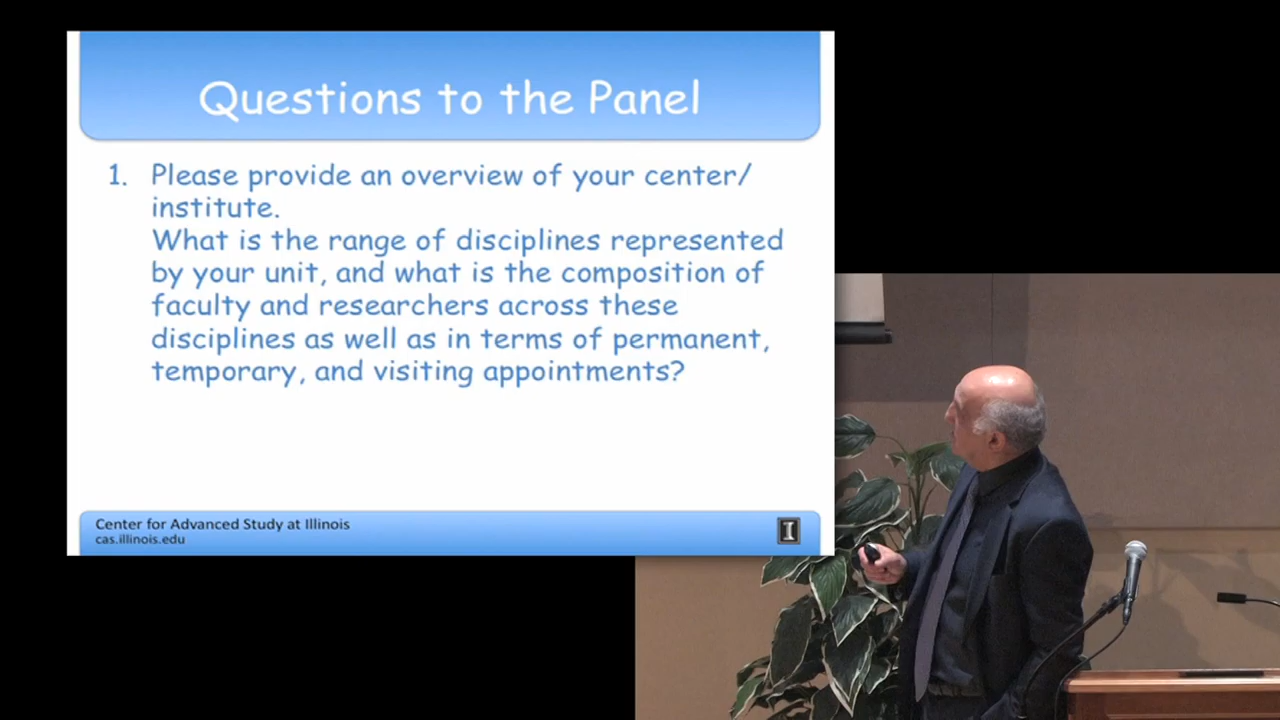 Questions to the Panel
1. Please provide an overview of your center/
institute.
What is the range of disciplines represented
by your unit, and what is the composition of
faculty and researchers across these
disciplines as well as in terms of permanent,
temporary, and visiting appointments?
Center for Advanced Study at Illinois
cas.illinois.edu
I